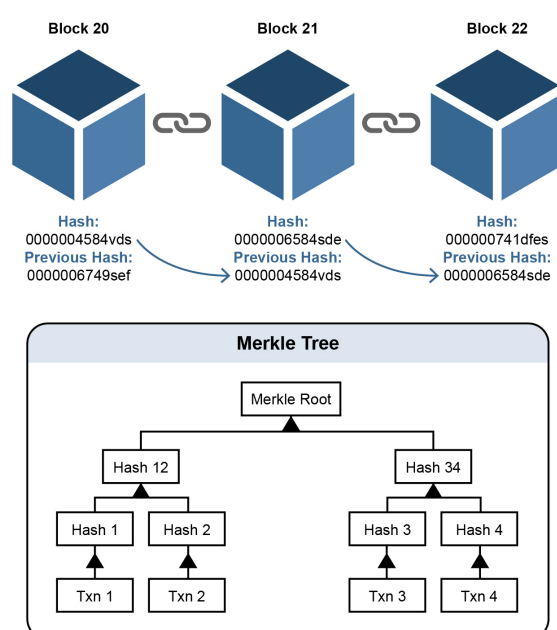 Block 20
Block 21
Block 22
Hash:
0000004584vds
Previous Hash:
0000006749sef
Hash:
0000006584sde
Previous Hash:
0000004584vds
Hash:
000000741dfes
Previous Hash:
0000006584sde
Merkle Tree
Merkle Root
Hash 12
Hash 34
Hash 1
Hash 2
Hash 3
Hash 4
Txn 1
Txn 2
Txn 3
Txn 4